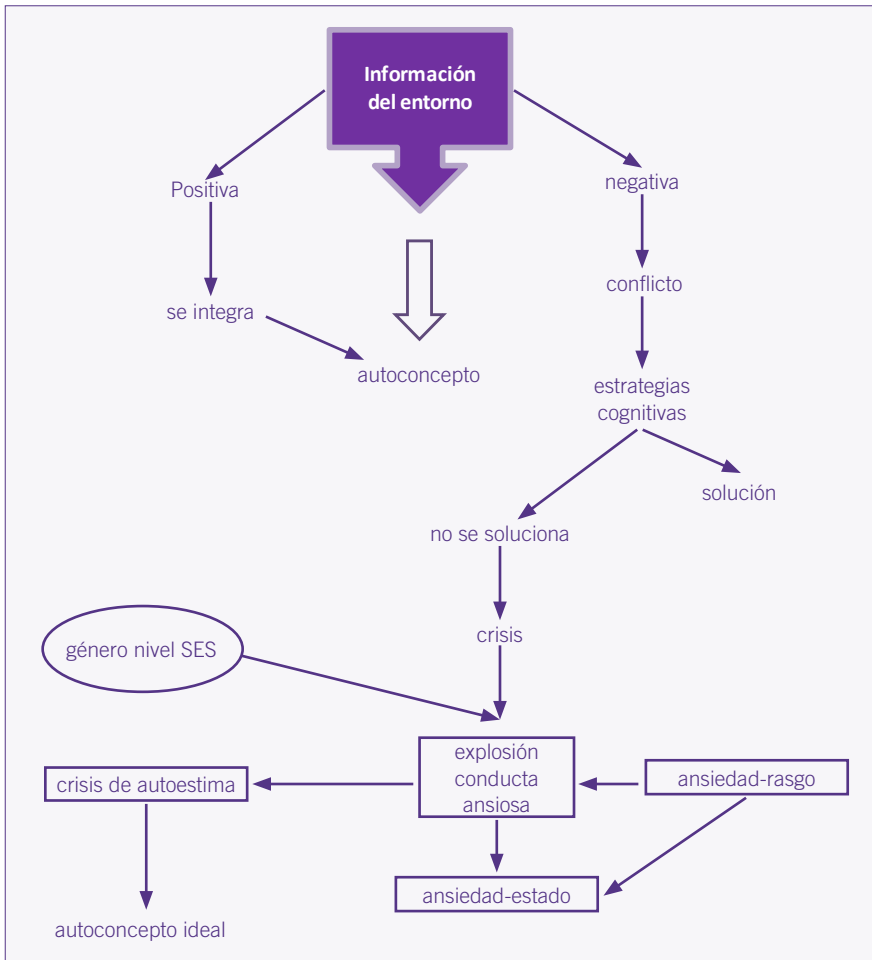 Información
del entorno
Positiva
negativa
se integra
conflicto
autoconcepto
estrategias
cognitivas
solución
no se soluciona
crisis
género nivel SES
explosión
conducta
ansiosa
crisis de autoestima
ansiedad-rasgo
ansiedad-estado
autoconcepto ideal